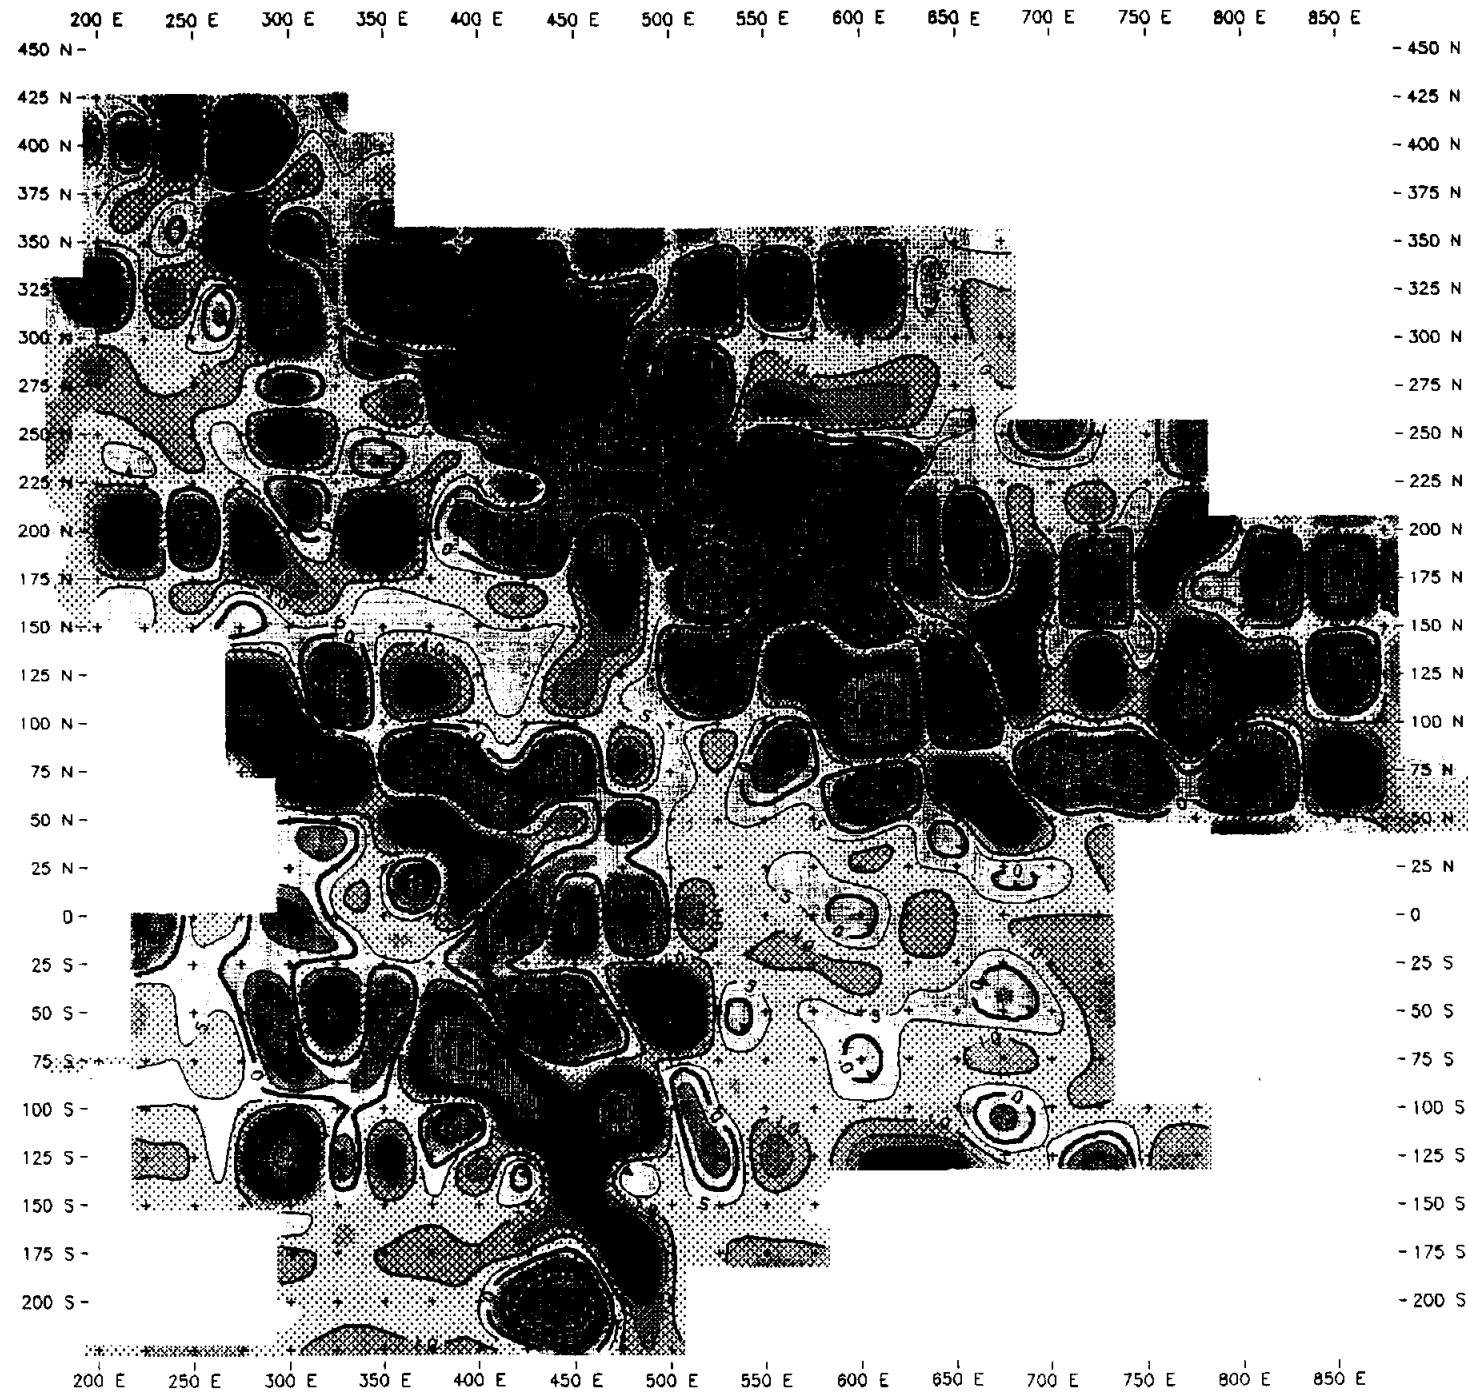 200 E 250 E 300 E 350 E 400 E 450 E 500 E 550 E 600 E 650 E 700 E 750 E 800 E 850 E
450 N - - 450 N
425 N - - 425 N
400 N - - 400 N
375 N - - 375 N
350 N - - 350 N
325 - 325 N
300 - 300 N
275 - 275 N
250 - 250 N
225 - 225 N
200 N - 200 N
175 N - 175 N
150 N - 150 N
125 N - - 125 N
100 N - - 100 N
75 N - 75 N
50 N - 50 N
25 N - - 25 N
0 - - 0
25 S - - 25 S
50 S - - 50 S
75 S - - 75 S
100 S - - 100 S
125 S - - 125 S
150 S - - 150 S
175 S - - 175 S
200 S - - 200 S
200 E 250 E 300 E 350 E 400 E 450 E 500 E 550 E 600 E 650 E 700 E 750 E 800 E 850 E